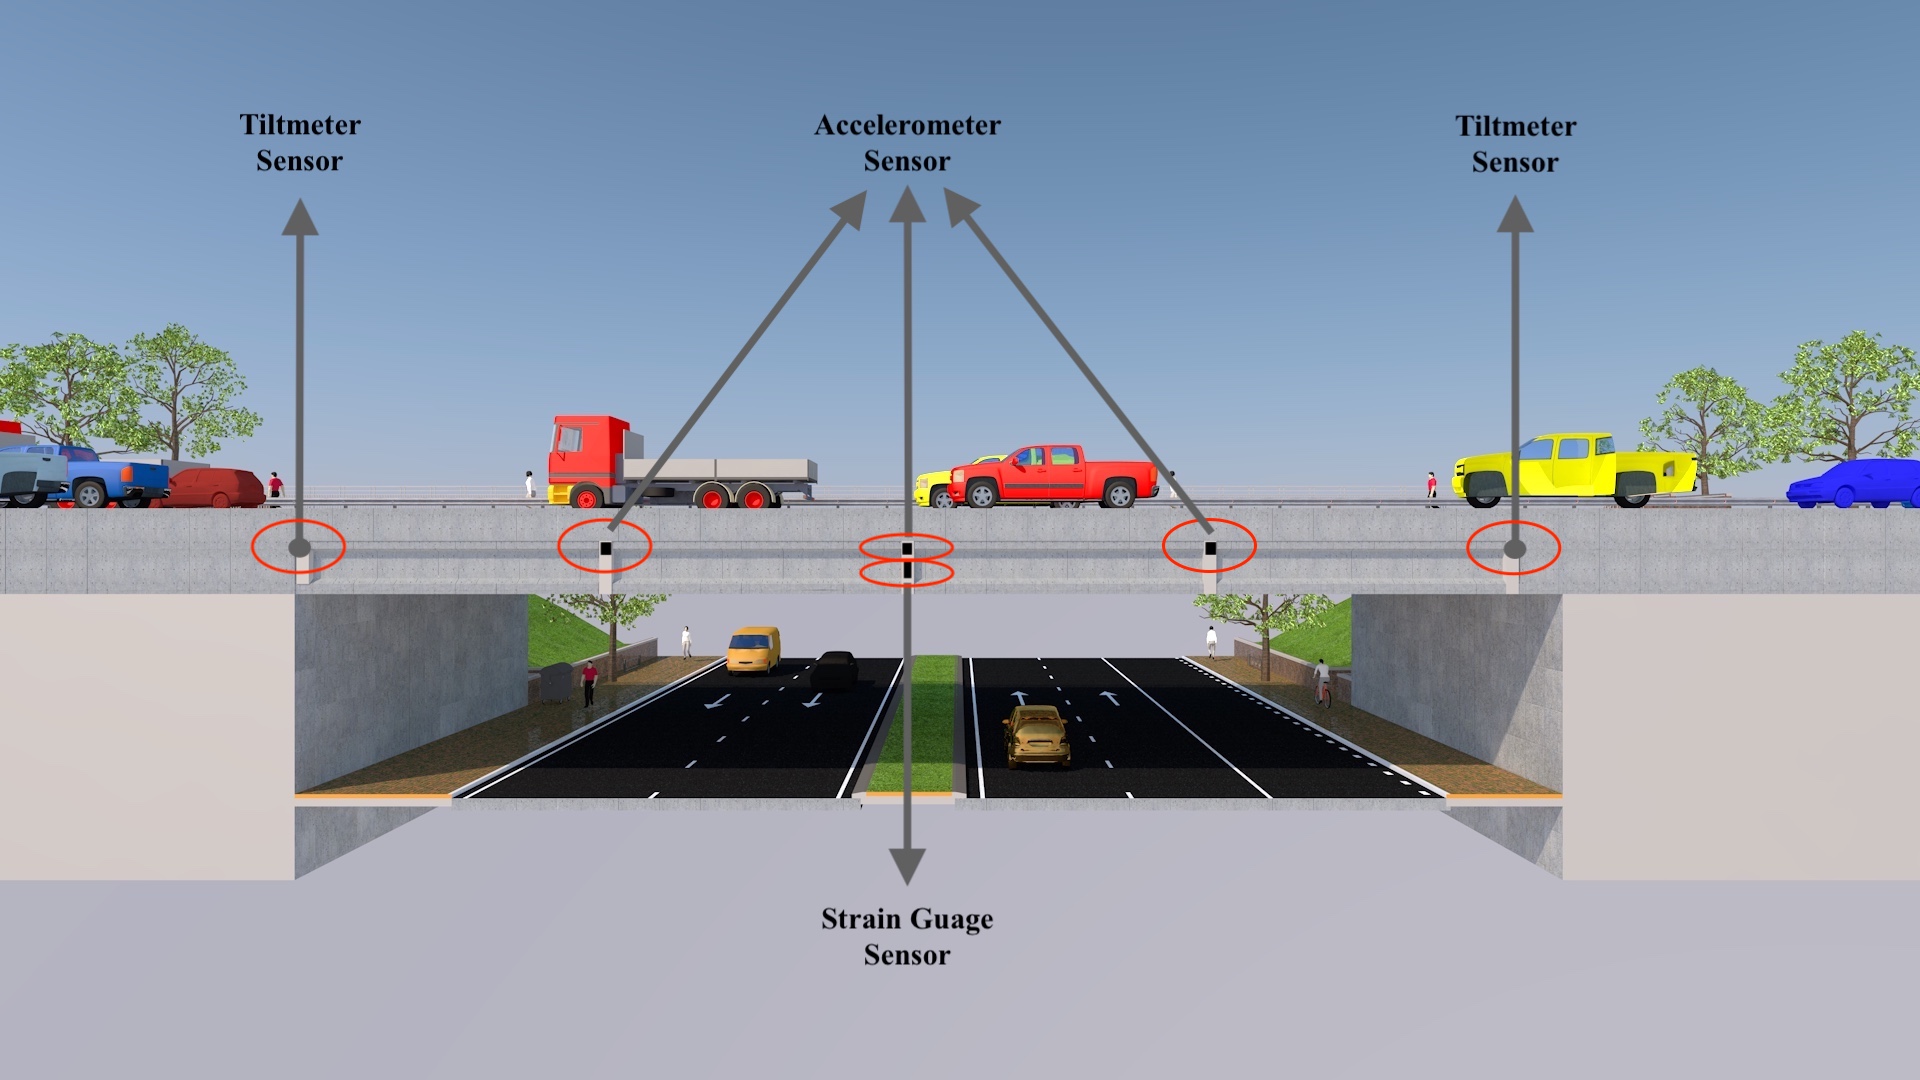 Tiltmeter
Sensor
Accelerometer
Sensor
Tiltmeter
Sensor
Strain Guage
Sensor